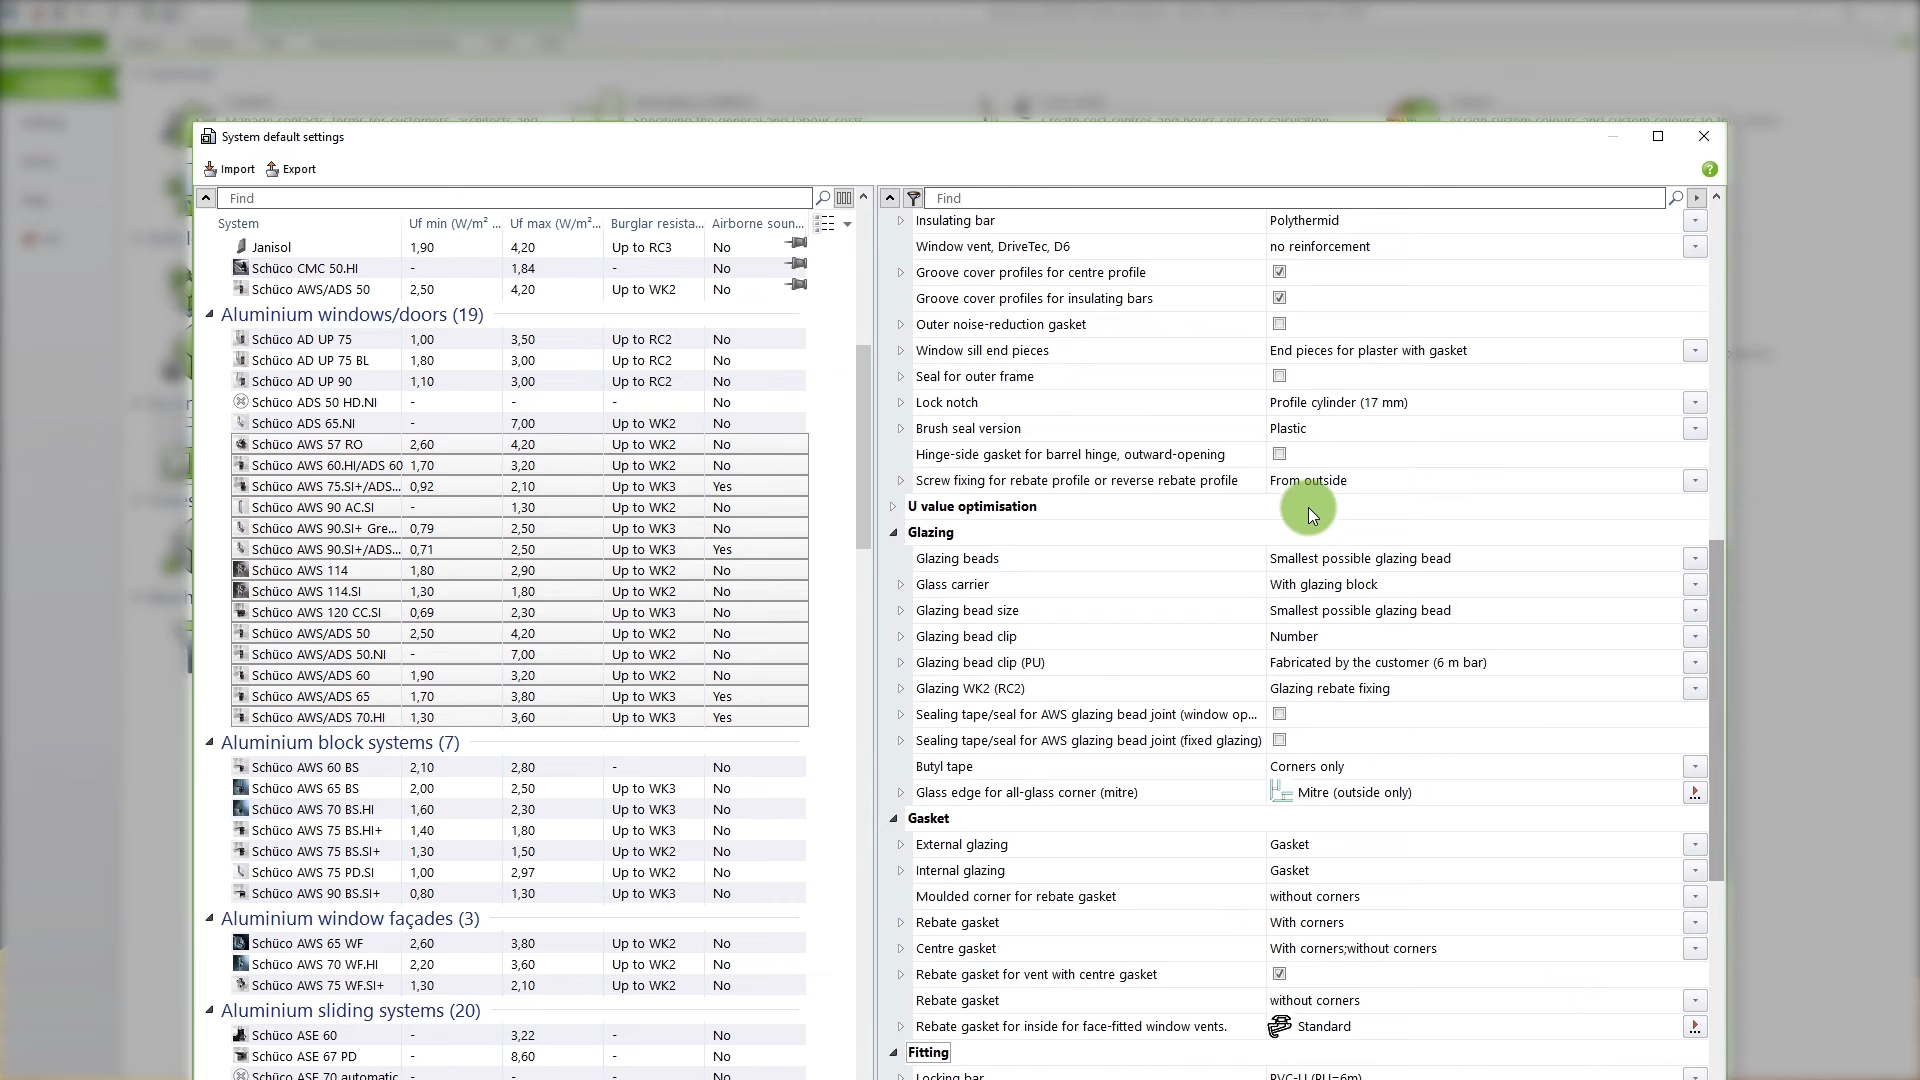 System default settings
Import Export
Find
System Uf min (W/m² ... Uf max (W/m²... Burglar resista... Airborne soun...
Janisol 1,90 4,20 Up to RC3 No
Schüco CMC 50.HI - 1,84 - No
Schüco AWS/ADS 50 2,50 4,20 Up to WK2 No
Aluminium windows/doors (19)
Schüco AD UP 75 1,00 3,50 Up to RC2 No
Schüco AD UP 75 BL 1,80 3,00 Up to RC2 No
Schüco AD UP 90 1,10 3,00 Up to RC2 No
Schüco ADS 50 HD.NI - - - No
Schüco ADS 65.NI - 7,00 Up to WK2 No
Schüco AWS 57 RO 2,60 4,20 Up to WK2 No
Schüco AWS 60.HI/ADS 60 1,70 3,20 Up to WK2 No
Schüco AWS 75.SI+/ADS... 0,92 2,10 Up to WK3 Yes
Schüco AWS 90 AC.SI - 1,30 Up to WK2 No
Schüco AWS 90.SI+ Gre... 0,79 2,50 Up to WK3 No
Schüco AWS 90.SI+/ADS... 0,71 2,50 Up to WK3 Yes
Schüco AWS 114 1,80 2,90 Up to WK2 No
Schüco AWS 114.SI 1,30 1,80 Up to WK2 No
Schüco AWS 120 CC.SI 0,69 2,30 Up to WK3 No
Schüco AWS/ADS 50 2,50 4,20 Up to WK2 No
Schüco AWS/ADS 50.NI - 7,00 Up to WK2 No
Schüco AWS/ADS 60 1,90 3,20 Up to WK2 No
Schüco AWS/ADS 65 1,70 3,80 Up to WK3 Yes
Schüco AWS/ADS 70.HI 1,30 3,60 Up to WK3 Yes
Aluminium block systems (7)
Schüco AWS 60 BS 2,10 2,80 - No
Schüco AWS 65 BS 2,00 2,50 Up to WK3 No
Schüco AWS 70 BS.HI 1,60 2,30 Up to WK3 No
Schüco AWS 75 BS.HI+ 1,40 1,80 Up to WK3 No
Schüco AWS 75 BS.SI+ 1,30 1,50 Up to WK2 No
Schüco AWS 75 PD.SI 1,00 2,97 Up to WK2 No
Schüco AWS 90 BS.SI+ 0,80 1,30 Up to WK3 No
Aluminium window façades (3)
Schüco AWS 65 WF 2,60 3,80 Up to WK2 No
Schüco AWS 70 WF.HI 2,20 3,60 Up to WK2 No
Schüco AWS 75 WF.SI+ 1,30 2,10 Up to WK2 No
Aluminium sliding systems (20)
Schüco ASE 60 - 3,22 - No
Schüco ASE 67 PD - 8,60 - No
Schüco ASE 70 automatic - - - No
Find
Insulating bar Polythermid
Window vent, DriveTec, D6 no reinforcement
Groove cover profiles for centre profile
Groove cover profiles for insulating bars
Outer noise-reduction gasket
Window sill end pieces End pieces for plaster with gasket
Seal for outer frame
Lock notch Profile cylinder (17 mm)
Brush seal version Plastic
Hinge-side gasket for barrel hinge, outward-opening
Screw fixing for rebate profile or reverse rebate profile From outside
U value optimisation
Glazing
Glazing beads Smallest possible glazing bead
Glass carrier With glazing block
Glazing bead size Smallest possible glazing bead
Glazing bead clip Number
Glazing bead clip (PU) Fabricated by the customer (6 m bar)
Glazing WK2 (RC2) Glazing rebate fixing
Sealing tape/seal for AWS glazing bead joint (window op...
Sealing tape/seal for AWS glazing bead joint (fixed glazing)
Butyl tape Corners only
Glass edge for all-glass corner (mitre) Mitre (outside only)
Gasket
External glazing Gasket
Internal glazing Gasket
Moulded corner for rebate gasket without corners
Rebate gasket With corners
Centre gasket With corners;without corners
Rebate gasket for vent with centre gasket
Rebate gasket without corners
Rebate gasket for inside for face-fitted window vents. Standard
Fitting
Locking bar PVC-U (PU=6m)